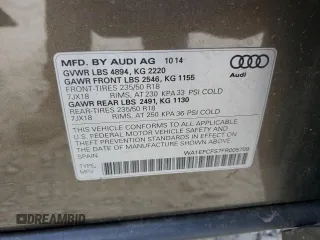 MFD. BY AUDI AG 10 14
GVWR LBS 4894, KG 2220
GAWR FRONT LBS 2546, KG 1155
FRONT-TIRES 235/60 R18
7JX18 RIMS, AT 230 KPA 33 PSI COLD
GAWR REAR LBS 2491, KG 1130
REAR-TIRES 235/60 R18
7JX18 RIMS, AT 250 KPA 36 PSI COLD
THIS VEHICLE CONFORMS TO ALL APPLICABLE
U.S. FEDERAL MOTOR VEHICLE SAFETY
AND THEFT PREVENTION STANDARDS
IN EFFECT ON THE DATE OF
MANUFACTURE SHOWN ABOVE.
Audi